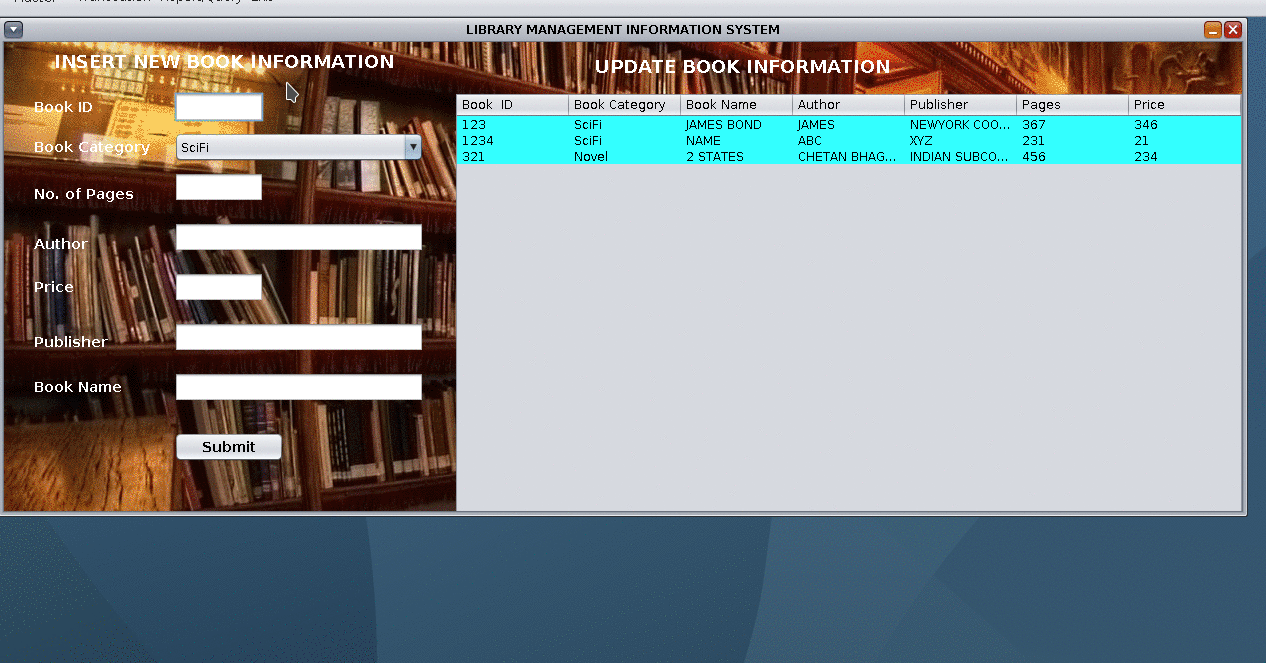 Master Transaction Report/Query Exit
LIBRARY MANAGEMENT INFORMATION SYSTEM
INSERT NEW BOOK INFORMATION
Book ID
Book Category SciFi
No. of Pages
Author
Price
Publisher
Book Name
Submit
UPDATE BOOK INFORMATION
Book ID Book Category Book Name Author Publisher Pages Price
123 SciFi JAMES BOND JAMES NEWYORK COO... 367 346
1234 SciFi NAME ABC XYZ 231 21
321 Novel 2 STATES CHETAN BHAG... INDIAN SUBCO... 456 234